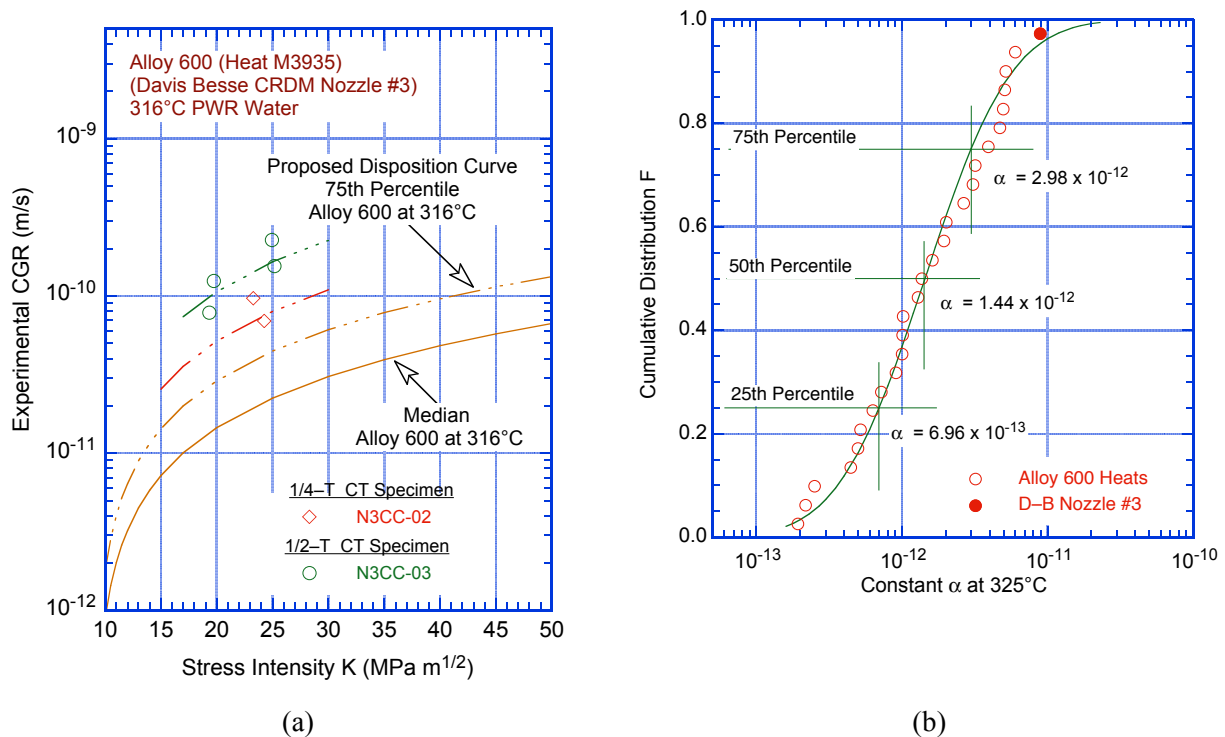 Alloy 600 (Heat M3935)
(Davis Besse CRDM Nozzle #3)
316°C PWR Water
Proposed Disposition Curve
75th Percentile
Alloy 600 at 316°C
Median
Alloy 600 at 316°C
1/4–T CT Specimen
N3CC-02
1/2–T CT Specimen
N3CC-03
Experimental CGR (m/s)
10⁻⁹
10⁻¹⁰
10⁻¹¹
10⁻¹²
10 15 20 25 30 35 40 45 50
Stress Intensity K (MPa m^1/2)
(a)
Cumulative Distribution F
1.0
0.8
0.6
0.4
0.2
0.0
75th Percentile
α = 2.98 x 10⁻¹²
50th Percentile
α = 1.44 x 10⁻¹²
25th Percentile
α = 6.96 x 10⁻¹³
Alloy 600 Heats
D–B Nozzle #3
10⁻¹³ 10⁻¹² 10⁻¹¹ 10⁻¹⁰
Constant α at 325°C
(b)